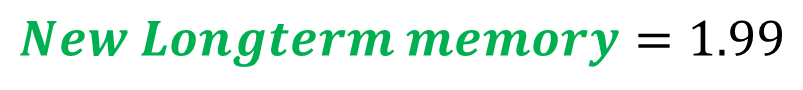 New Longterm memory = 1.99